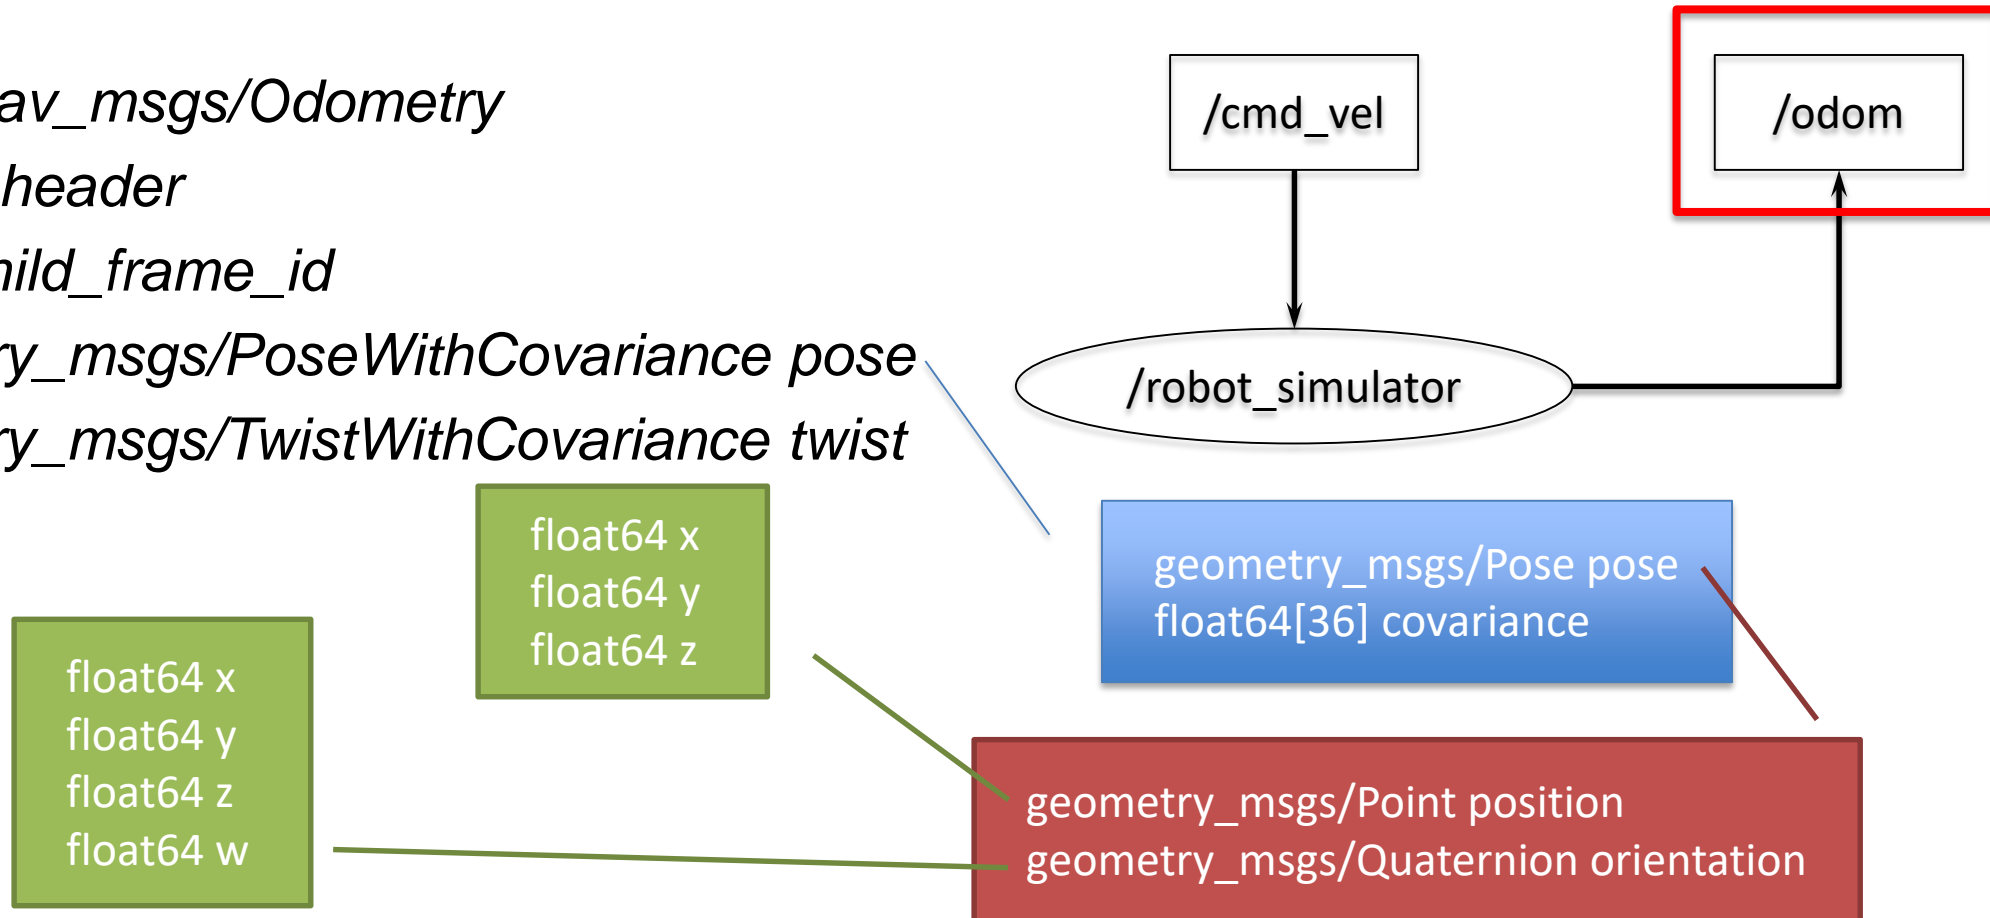 av_msgs/Odometry
header
hild_frame_id
ry_msgs/PoseWithCovariance pose
ry_msgs/TwistWithCovariance twist
/cmd_vel
/odom
/robot_simulator
geometry_msgs/Pose pose
float64[36] covariance
float64 x
float64 y
float64 z
float64 x
float64 y
float64 z
float64 w
geometry_msgs/Point position
geometry_msgs/Quaternion orientation